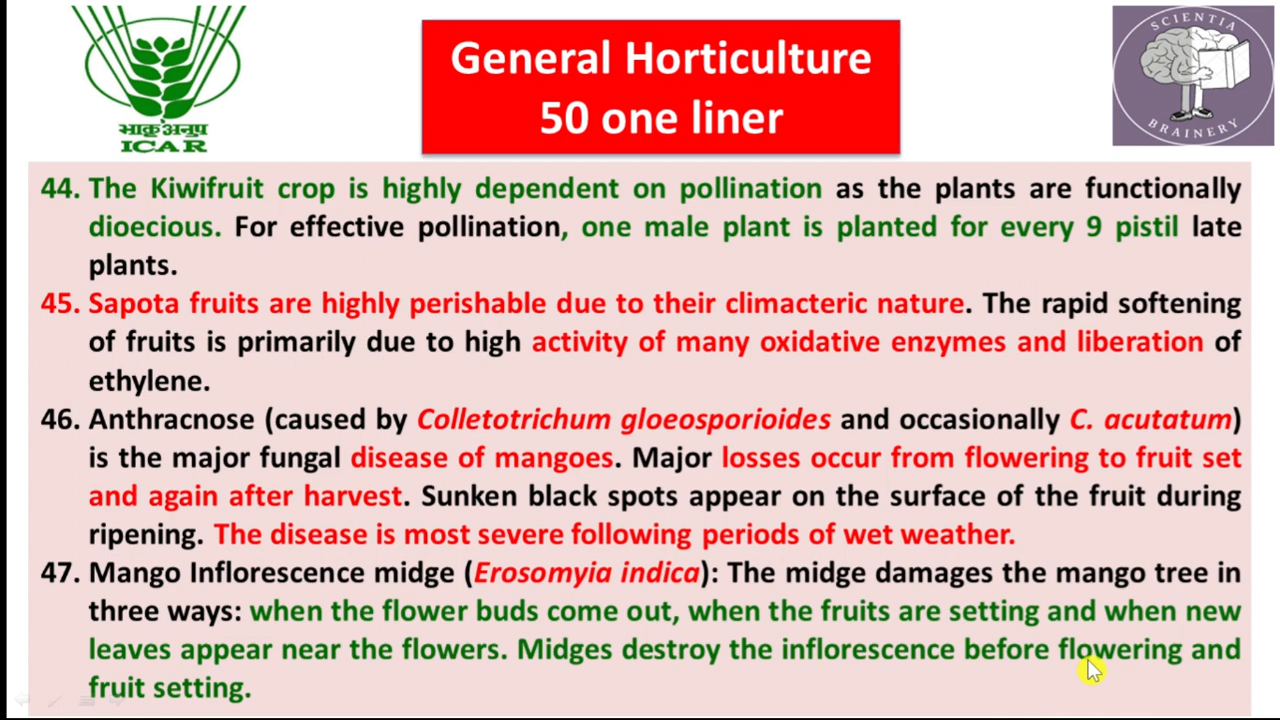 भाकृअनुप
ICAR
General Horticulture
50 one liner
SCIENTIA
BRAINERY
44. The Kiwifruit crop is highly dependent on pollination as the plants are functionally
dioecious. For effective pollination, one male plant is planted for every 9 pistil late
plants.
45. Sapota fruits are highly perishable due to their climacteric nature. The rapid softening
of fruits is primarily due to high activity of many oxidative enzymes and liberation of
ethylene.
46. Anthracnose (caused by Colletotrichum gloeosporioides and occasionally C. acutatum)
is the major fungal disease of mangoes. Major losses occur from flowering to fruit set
and again after harvest. Sunken black spots appear on the surface of the fruit during
ripening. The disease is most severe following periods of wet weather.
47. Mango Inflorescence midge (Erosomyia indica): The midge damages the mango tree in
three ways: when the flower buds come out, when the fruits are setting and when new
leaves appear near the flowers. Midges destroy the inflorescence before flowering and
fruit setting.